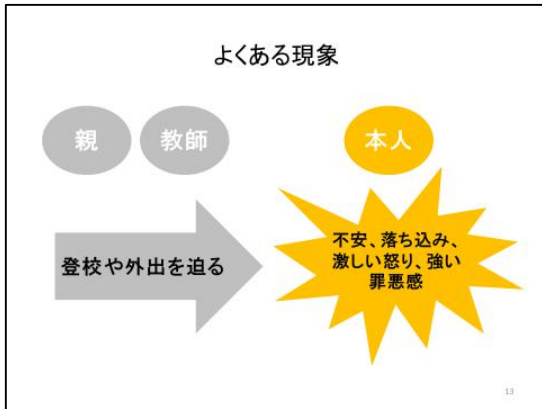 よくある現象
親
教師
本人
登校や外出を迫る
不安、落ち込み、
激しい怒り、強い
罪悪感
13